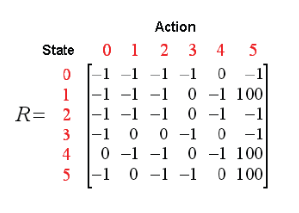 Action
State 0 1 2 3 4 5
0 -1 -1 -1 -1 0 -1
1 -1 -1 -1 0 -1 100
R= 2 -1 -1 -1 0 -1 -1
3 -1 0 0 -1 0 -1
4 0 -1 -1 0 -1 100
5 -1 0 -1 -1 0 100